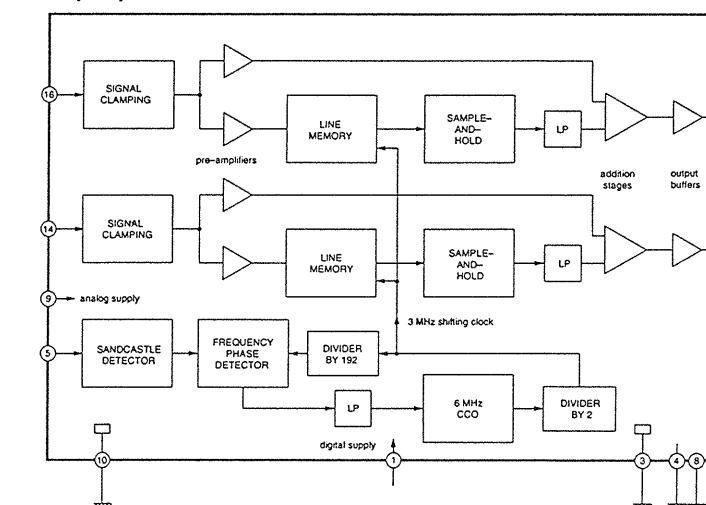 16
SIGNAL
CLAMPING
pre-amplifiers
LINE
MEMORY
SAMPLE-
AND-
HOLD
LP
addition
stages
output
buffers
14
SIGNAL
CLAMPING
LINE
MEMORY
SAMPLE-
AND-
HOLD
LP
9
analog supply
3 MHz shifting clock
5
SANDCASTLE
DETECTOR
FREQUENCY
PHASE
DETECTOR
DIVIDER
BY 192
LP
6 MHz
CCO
DIVIDER
BY 2
digital supply
10
1
3
4
8